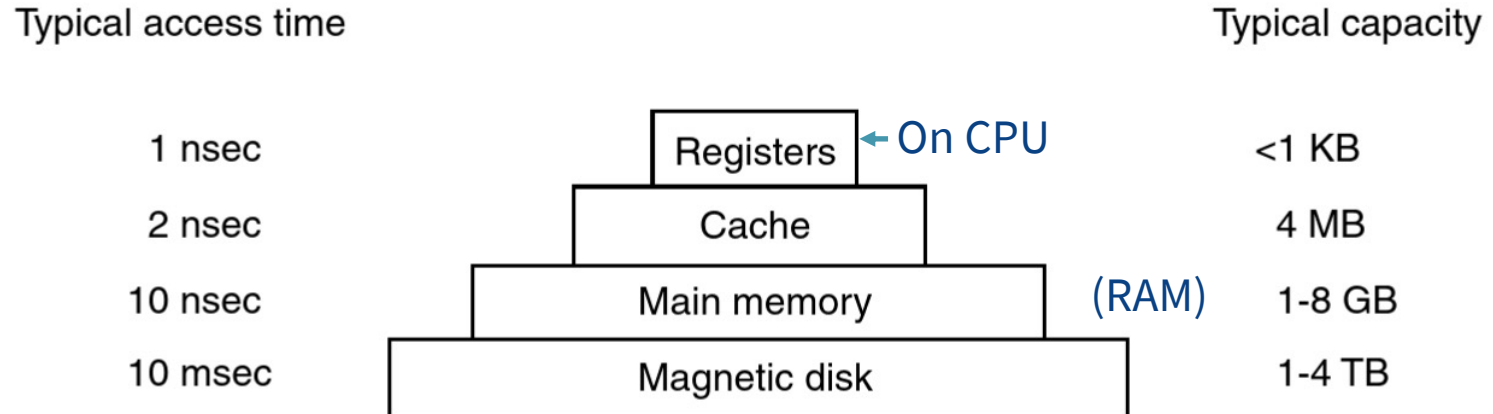 Typical access time Typical capacity
1 nsec Registers On CPU <1 KB
2 nsec Cache 4 MB
10 nsec Main memory (RAM) 1-8 GB
10 msec Magnetic disk 1-4 TB